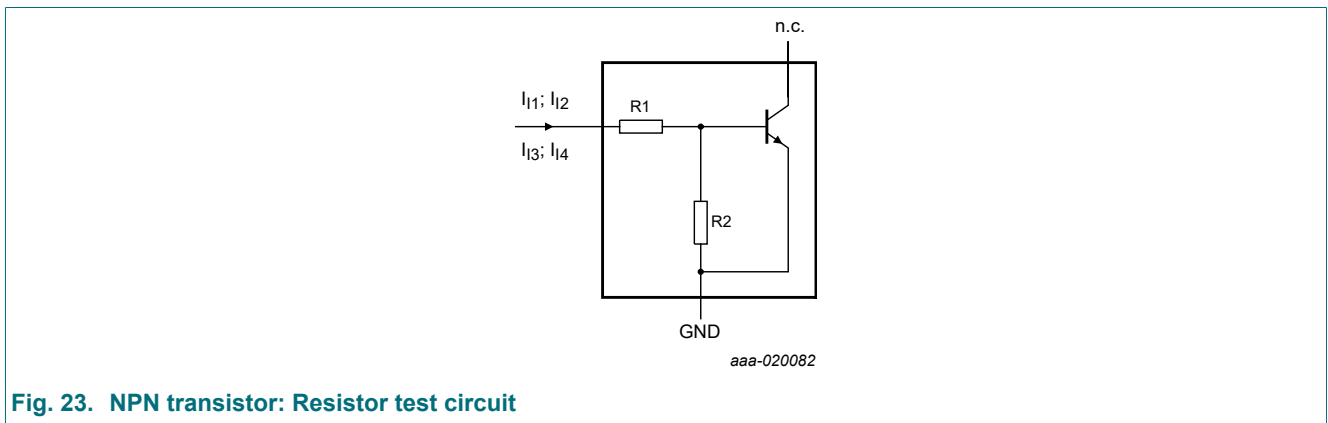 n.c.
I_I1; I_I2
R1
I_I3; I_I4
R2
GND
aaa-020082
Fig. 23. NPN transistor: Resistor test circuit